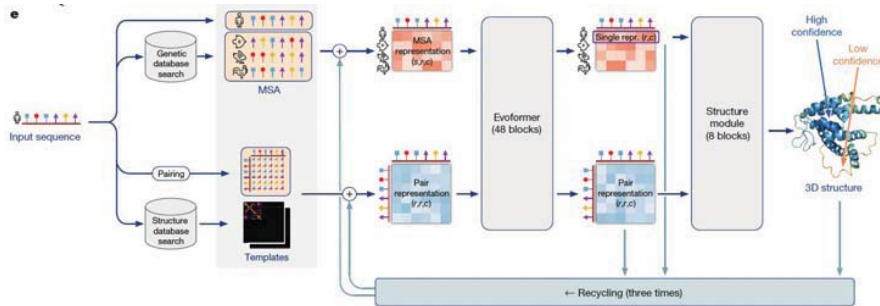 e
Genetic
database
search
MSA
Input sequence
Pairing
Structure
database
search
Templates
MSA
representation
(s,r,c)
Pair
representation
(r,r,c)
Evoformer
(48 blocks)
Single repr. (r,c)
Pair
representation
(r,r,c)
Structure
module
(8 blocks)
High
confidence
Low
confidence
3D structure
← Recycling (three times)